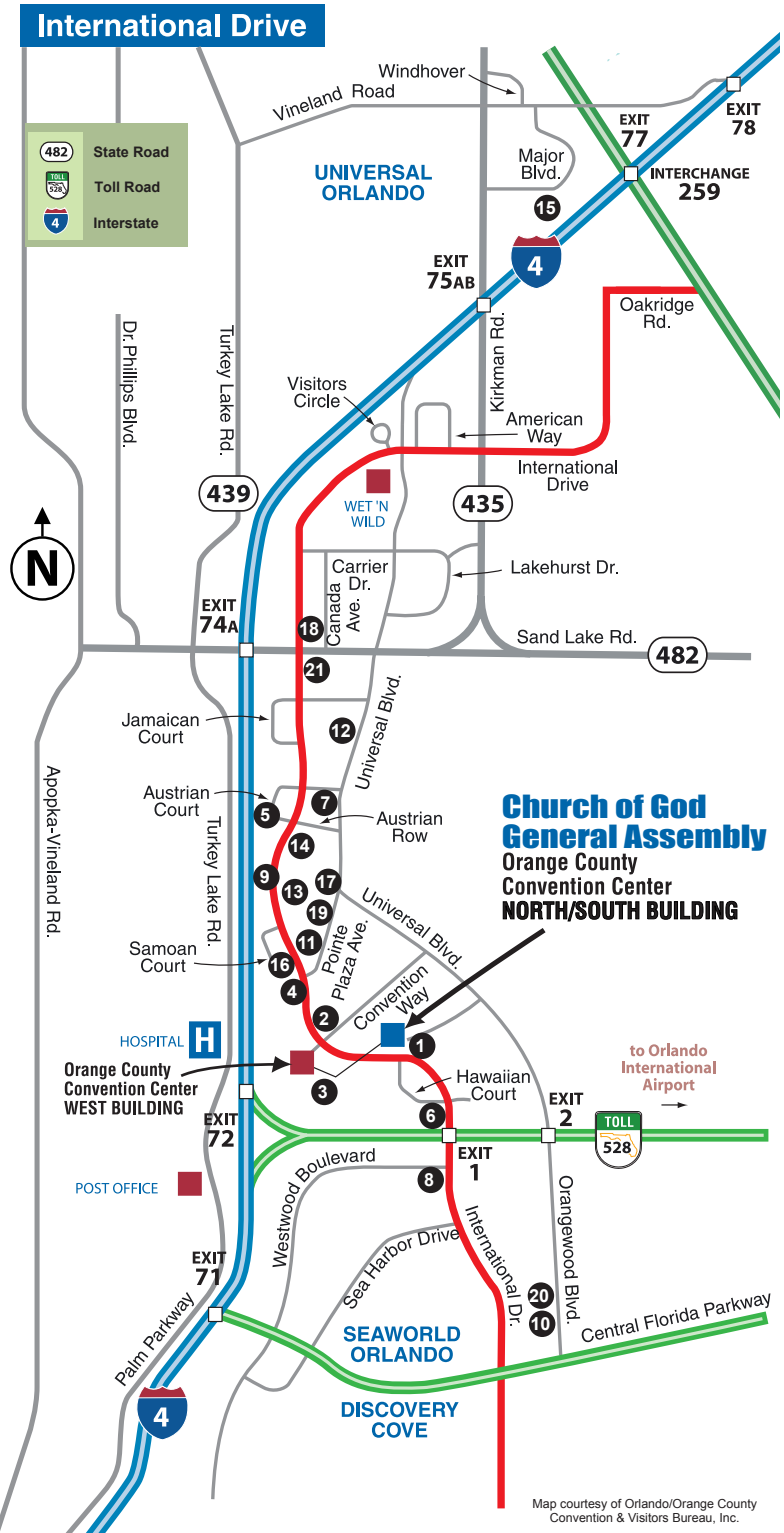 International Drive
482 State Road
TOLL
528
Toll Road
4 Interstate
Windhover
Vineland Road
EXIT
78
EXIT
77
INTERCHANGE
259
Major
Blvd.
UNIVERSAL
ORLANDO
15
4
EXIT
75AB
Oakridge
Rd.
Kirkman Rd.
Dr. Phillips Blvd.
Turkey Lake Rd.
Visitors
Circle
American
Way
International
Drive
439
435
WET 'N
WILD
N
Carrier
Dr.
Canada
Ave.
Lakehurst Dr.
EXIT
74A
18
Sand Lake Rd.
482
21
Jamaican
Court
12
Universal Blvd.
Apopka-Vineland Rd.
Austrian
Court
5
7
Austrian
Row
Turkey Lake Rd.
14
9
13
17
19
11
Church of God
General Assembly
Orange County
Convention Center
NORTH/SOUTH BUILDING
Universal Blvd.
Samoan
Court
16
Pointe
Plaza Ave.
4
2
Convention
Way
HOSPITAL H
1
Orange County
Convention Center
WEST BUILDING
3
Hawaiian
Court
6
to Orlando
International
Airport
EXIT
2
TOLL
528
EXIT
72
EXIT
1
Westwood Boulevard
8
POST OFFICE
Sea Harbor Drive
International Dr.
Orangewood Blvd.
EXIT
71
20
10
Palm Parkway
Central Florida Parkway
SEAWORLD
ORLANDO
4
DISCOVERY
COVE
Map courtesy of Orlando/Orange County
Convention & Visitors Bureau, Inc.